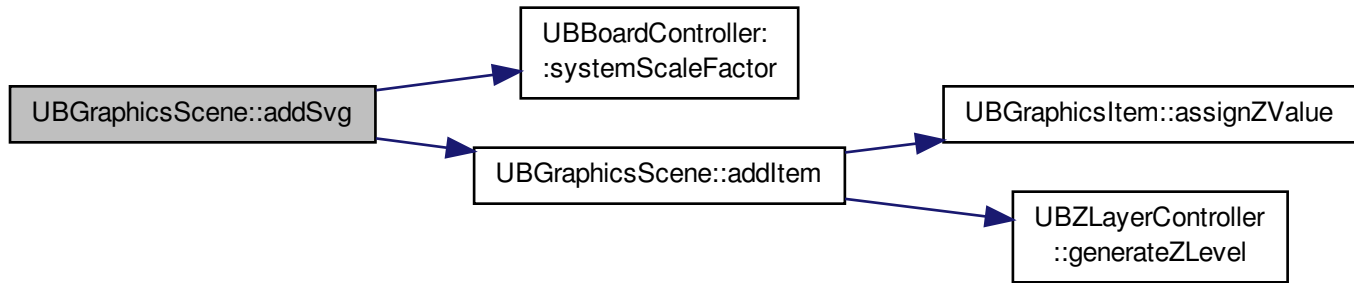 UBGraphicsScene::addSvg
UBBoardController:
:systemScaleFactor
UBGraphicsScene::addItem
UBGraphicsItem::assignZValue
UBZLayerController
::generateZLevel